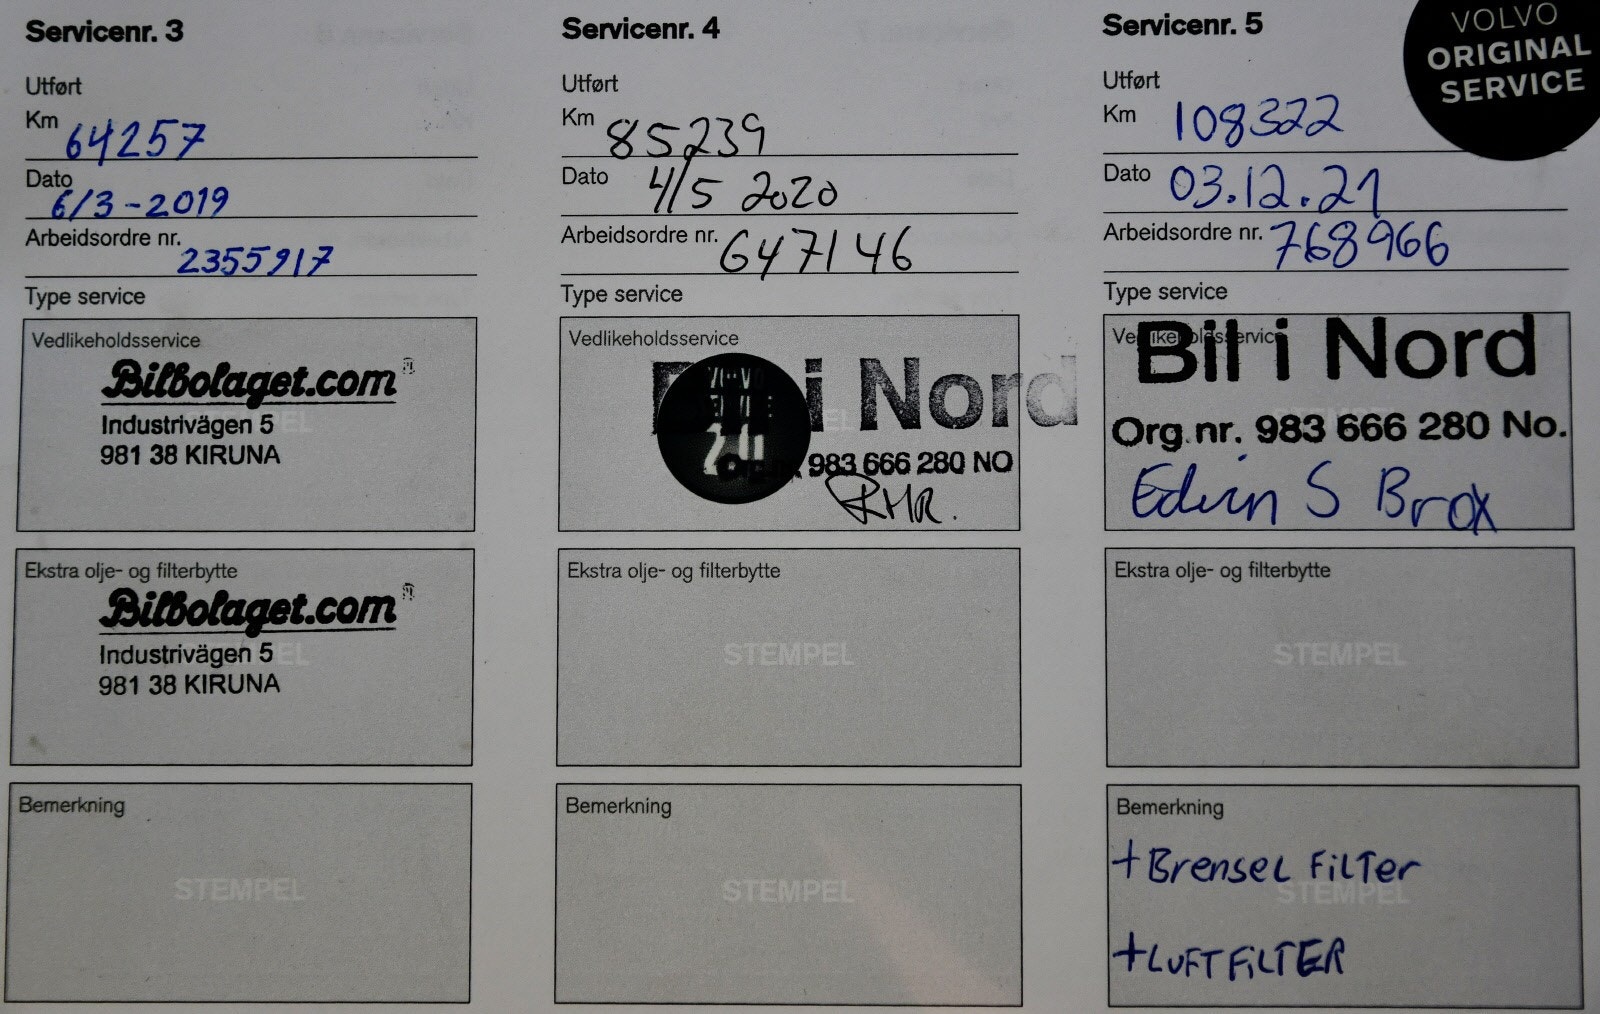 Servicenr. 3
Utført
Km 64257
Dato 6/3-2019
Arbeidsordre nr. 2355917
Type service
Vedlikeholdsservice
Bilbolaget.com
Industrivägen 5
981 38 KIRUNA
Ekstra olje- og filterbytte
Bilbolaget.com
Industrivägen 5
981 38 KIRUNA
Bemerkning
STEMPEL
Servicenr. 4
Utført
Km 85239
Dato 4/5 2020
Arbeidsordre nr. 647146
Type service
Vedlikeholdsservice
Bil i Nord
983 666 280 NO
Ekstra olje- og filterbytte
STEMPEL
Bemerkning
STEMPEL
Servicenr. 5
VOLVO
ORIGINAL
SERVICE
Utført
Km 108322
Dato 03.12.21
Arbeidsordre nr. 768966
Type service
Vedlikeholdsservice
Bil i Nord
Org.nr. 983 666 280 No.
Edvin S Brox
Ekstra olje- og filterbytte
STEMPEL
Bemerkning
+Brensel FilTer
STEMPEL
+LUFTFiLTER